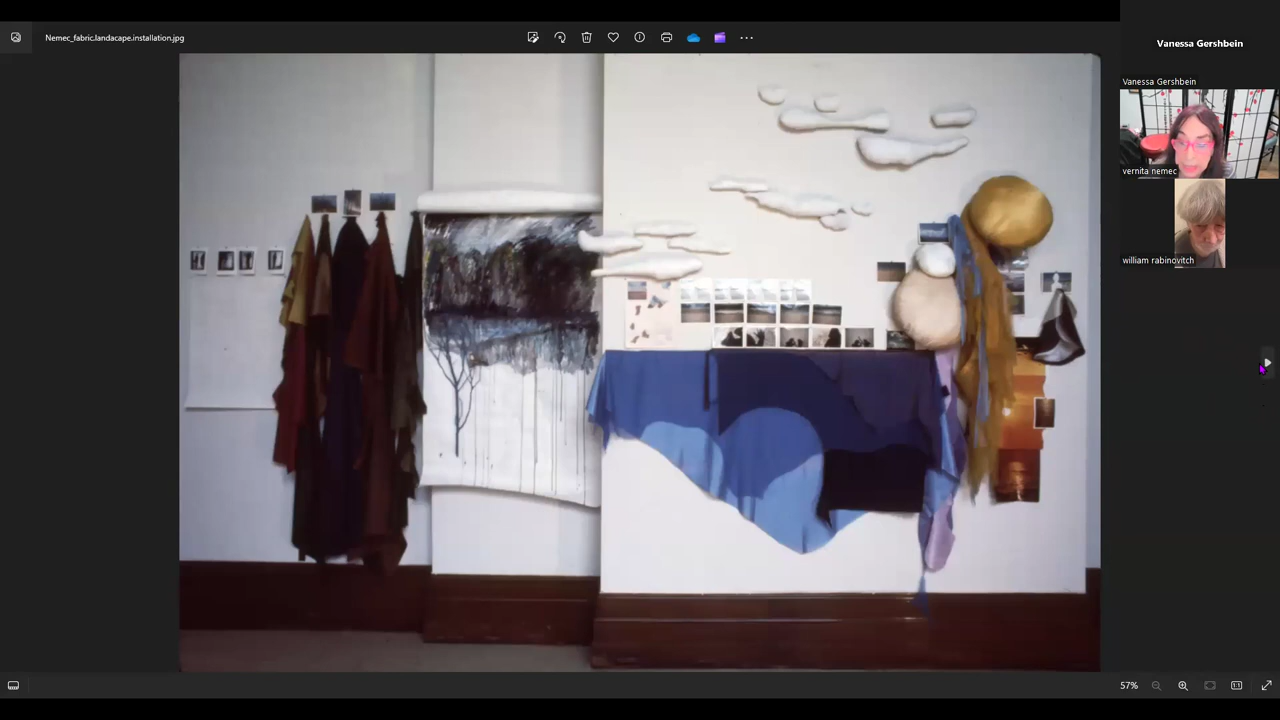 Nemec_fabric.landacape.installation.jpg
Vanessa Gershbein
Vanessa Gershbein
vernita nemec
william rabinovitch
57%